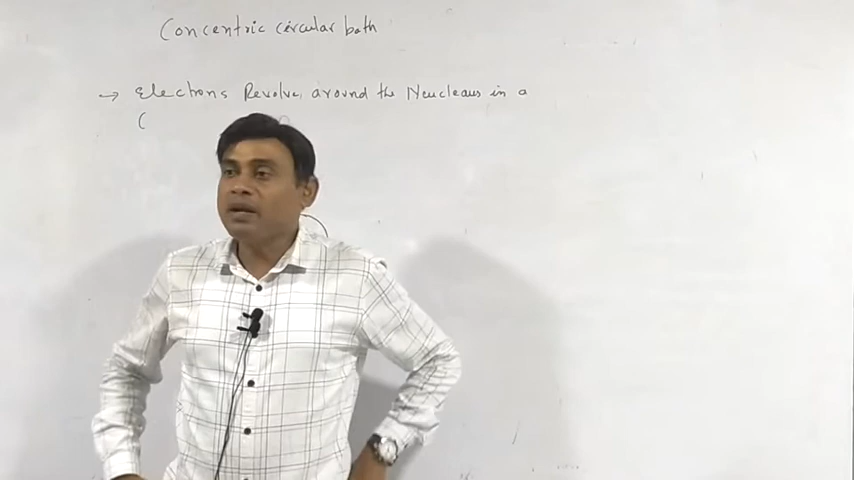 Concentric circular bath
→ Electrons Revolve around the Neucleaus in a
(